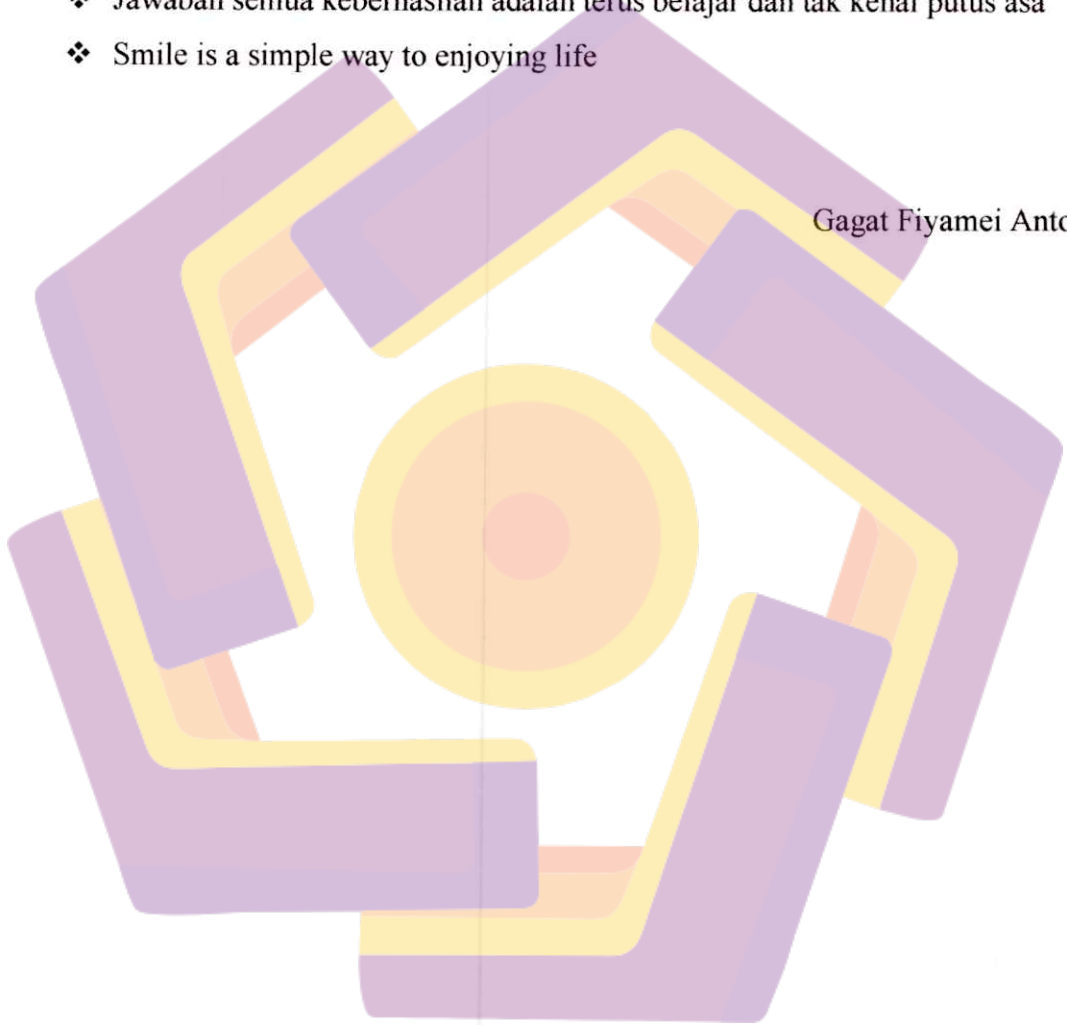 ❖ Jawaban semua keberhasilan adalah terus belajar dan tak kenal putus asa
❖ Smile is a simple way to enjoying life
Gagat Fiyamei Anto